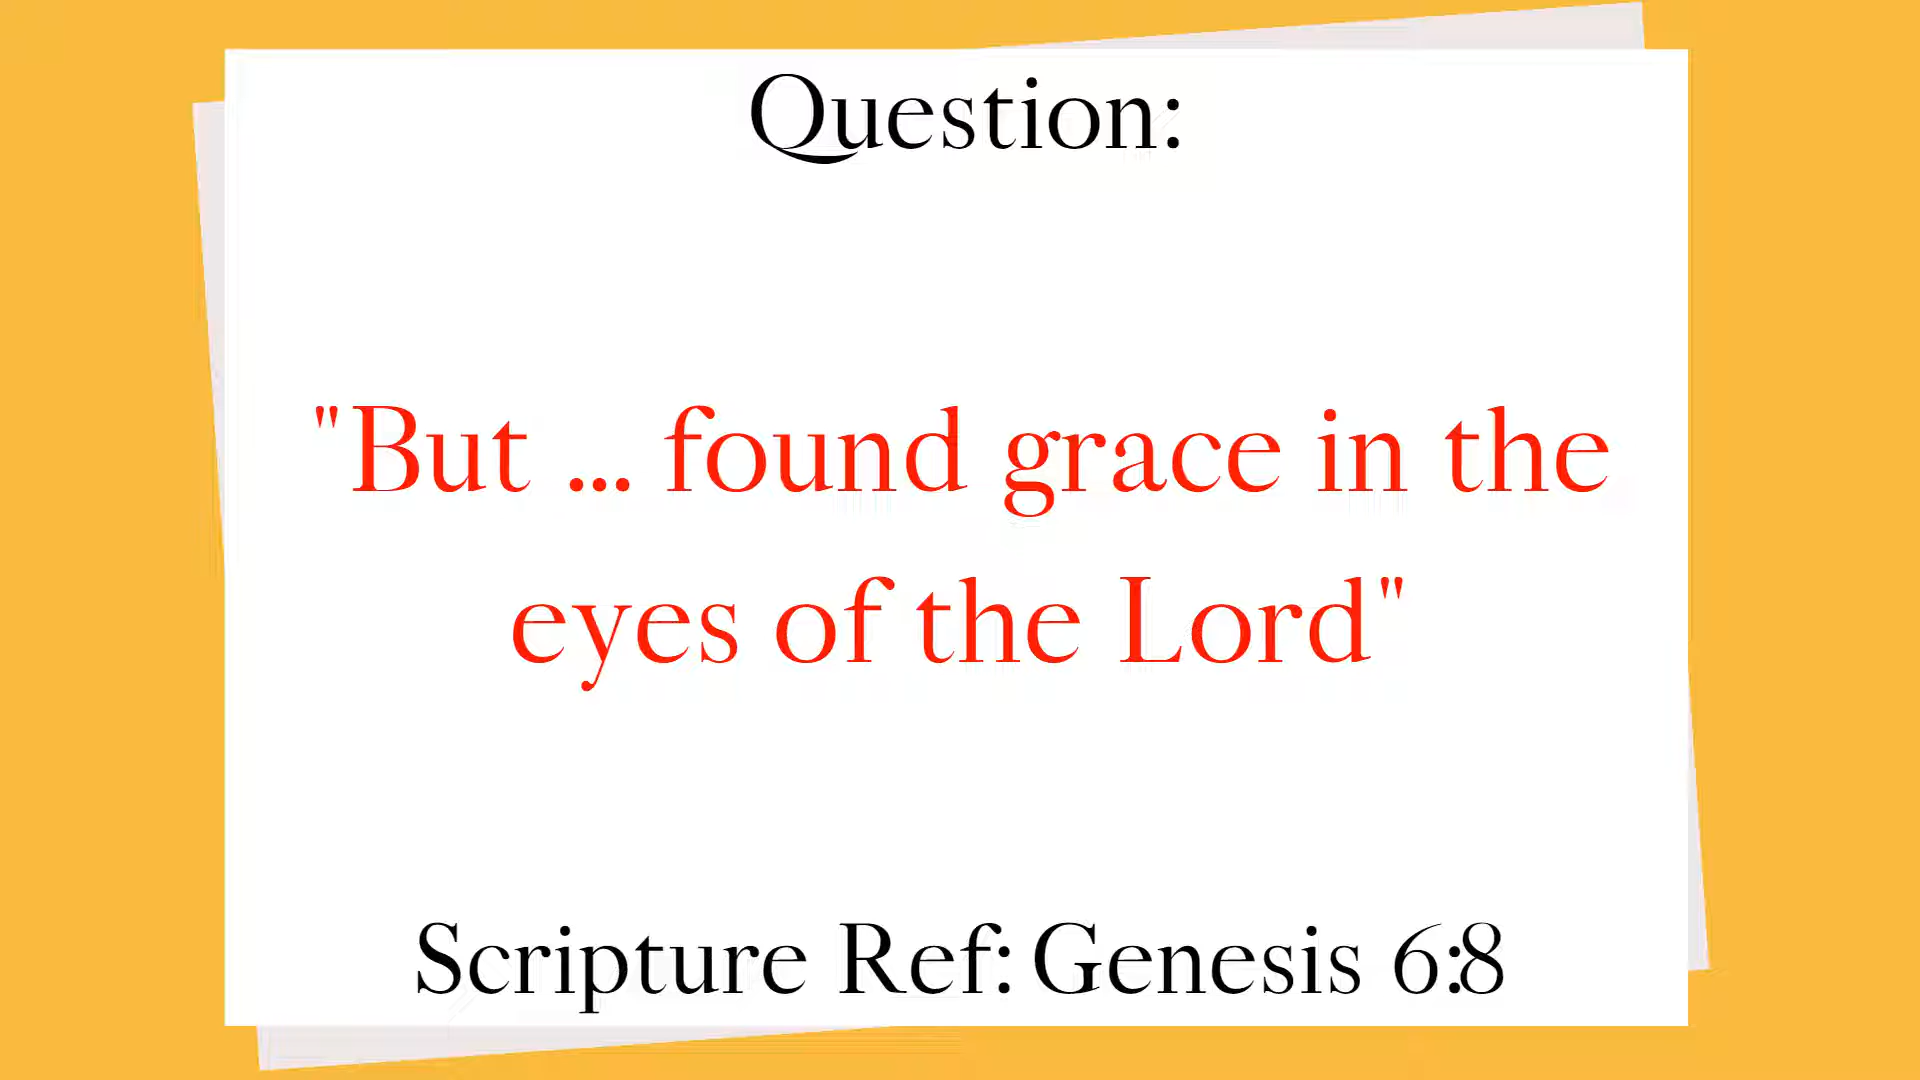 Question:
"But ... found grace in the
eyes of the Lord"
Scripture Ref: Genesis 6:8